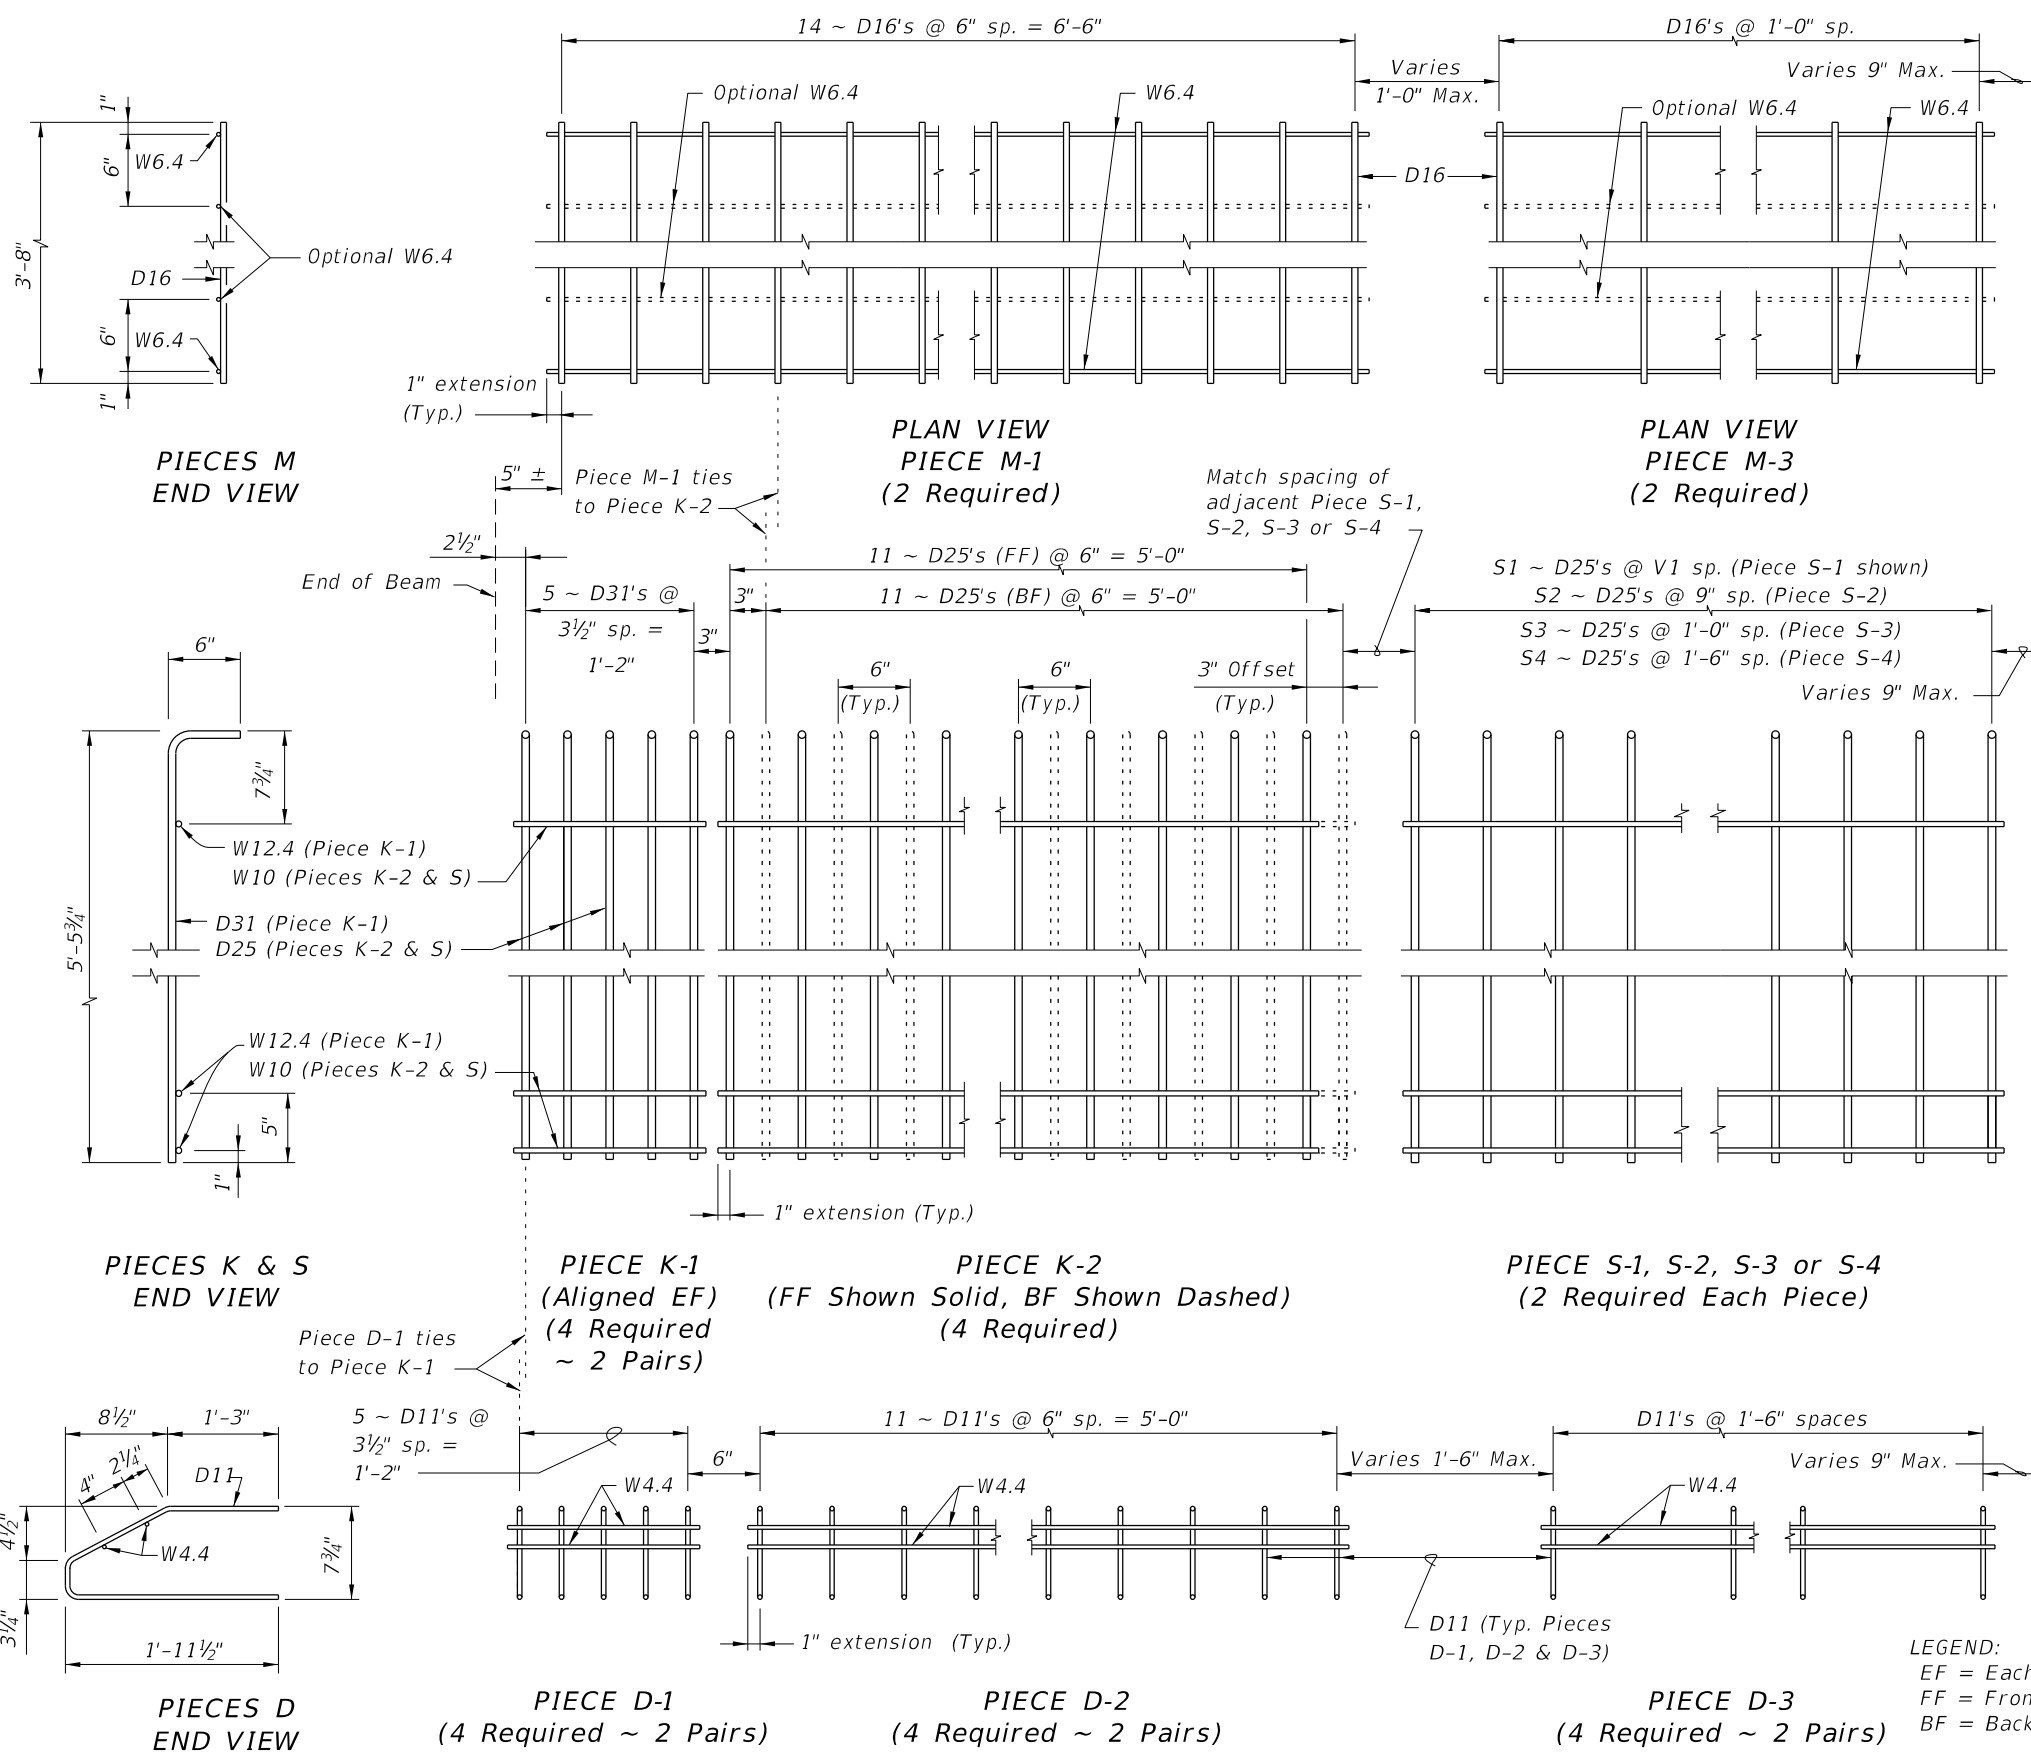 14 ~ D16's @ 6" sp. = 6'-6"
D16's @ 1'-0" sp.
Varies
1'-0" Max.
Varies 9" Max.
1"
6"
W6.4
Optional W6.4
W6.4
Optional W6.4
W6.4
D16
3'-8"
Optional W6.4
D16
6"
W6.4
1"
1" extension
(Typ.)
PIECES M
END VIEW
PLAN VIEW
PIECE M-1
(2 Required)
PLAN VIEW
PIECE M-3
(2 Required)
5" ±
Piece M-1 ties
to Piece K-2
Match spacing of
adjacent Piece S-1,
S-2, S-3 or S-4
2½"
End of Beam
5 ~ D31's @
3½" sp. =
1'-2"
3"
3"
11 ~ D25's (FF) @ 6" = 5'-0"
11 ~ D25's (BF) @ 6" = 5'-0"
6"
(Typ.)
6"
(Typ.)
3" Offset
(Typ.)
S1 ~ D25's @ V1 sp. (Piece S-1 shown)
S2 ~ D25's @ 9" sp. (Piece S-2)
S3 ~ D25's @ 1'-0" sp. (Piece S-3)
S4 ~ D25's @ 1'-6" sp. (Piece S-4)
Varies 9" Max.
6"
7¾"
W12.4 (Piece K-1)
W10 (Pieces K-2 & S)
D31 (Piece K-1)
D25 (Pieces K-2 & S)
5'-5¾"
W12.4 (Piece K-1)
W10 (Pieces K-2 & S)
5"
1"
1" extension (Typ.)
PIECES K & S
END VIEW
PIECE K-1
(Aligned EF)
(4 Required
~ 2 Pairs)
PIECE K-2
(FF Shown Solid, BF Shown Dashed)
(4 Required)
PIECE S-1, S-2, S-3 or S-4
(2 Required Each Piece)
Piece D-1 ties
to Piece K-1
8½"
1'-3"
4"
2¼"
D11
4½"
W4.4
7¾"
3¼"
1'-11½"
5 ~ D11's @
3½" sp. =
1'-2"
6"
W4.4
11 ~ D11's @ 6" sp. = 5'-0"
W4.4
Varies 1'-6" Max.
D11's @ 1'-6" spaces
Varies 9" Max.
W4.4
1" extension (Typ.)
D11 (Typ. Pieces
D-1, D-2 & D-3)
LEGEND:
EF = Each
FF = Fron
BF = Back
PIECES D
END VIEW
PIECE D-1
(4 Required ~ 2 Pairs)
PIECE D-2
(4 Required ~ 2 Pairs)
PIECE D-3
(4 Required ~ 2 Pairs)